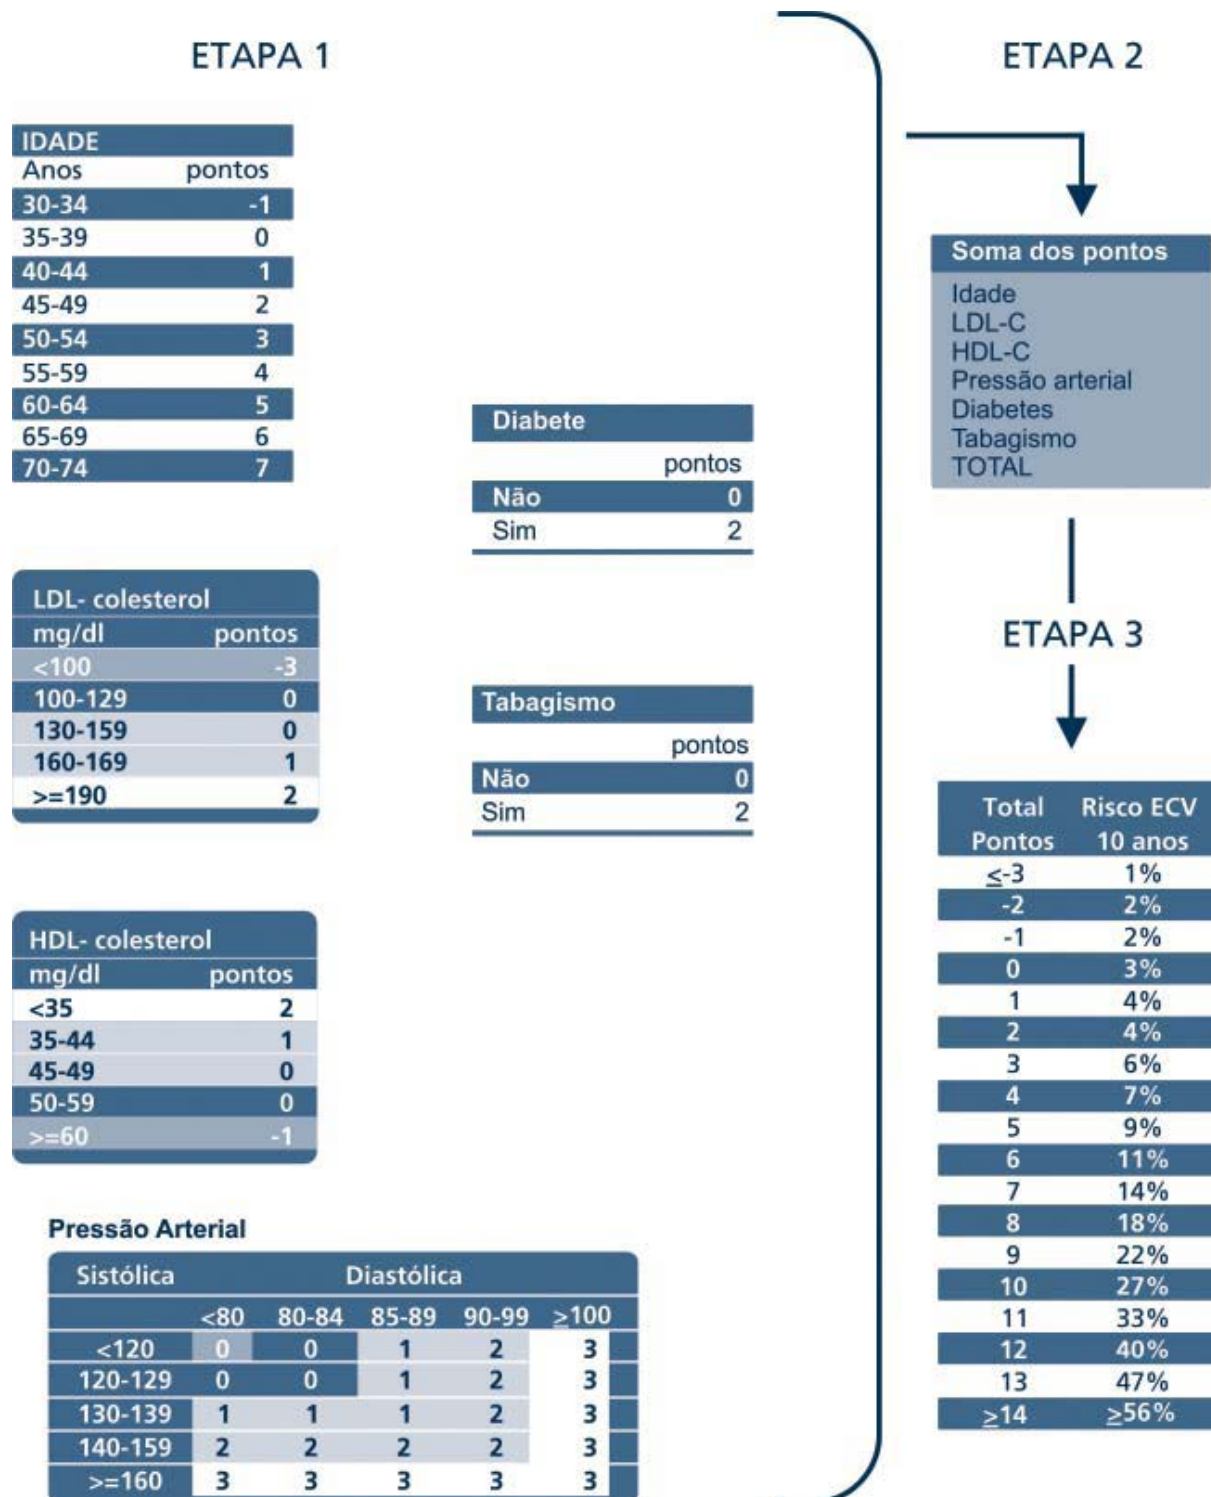 ETAPA 1
IDADE
Anos pontos
30-34 -1
35-39 0
40-44 1
45-49 2
50-54 3
55-59 4
60-64 5
65-69 6
70-74 7
Diabete
pontos
Não 0
Sim 2
LDL- colesterol
mg/dl pontos
<100 -3
100-129 0
130-159 0
160-169 1
>=190 2
Tabagismo
pontos
Não 0
Sim 2
HDL- colesterol
mg/dl pontos
<35 2
35-44 1
45-49 0
50-59 0
>=60 -1
Pressão Arterial
Sistólica Diastólica
<80 80-84 85-89 90-99 ≥100
<120 0 0 1 2 3
120-129 0 0 1 2 3
130-139 1 1 1 2 3
140-159 2 2 2 2 3
>=160 3 3 3 3 3
ETAPA 2
Soma dos pontos
Idade
LDL-C
HDL-C
Pressão arterial
Diabetes
Tabagismo
TOTAL
ETAPA 3
Total Risco ECV
Pontos 10 anos
≤-3 1%
-2 2%
-1 2%
0 3%
1 4%
2 4%
3 6%
4 7%
5 9%
6 11%
7 14%
8 18%
9 22%
10 27%
11 33%
12 40%
13 47%
≥14 ≥56%